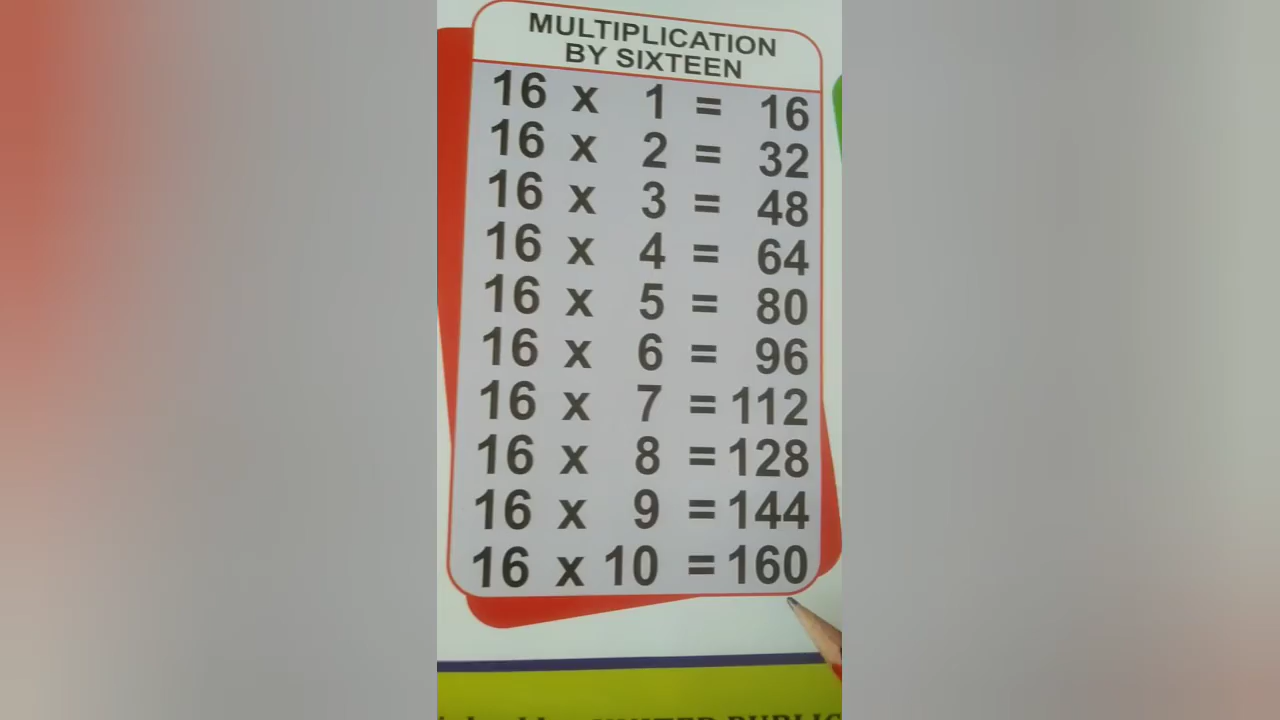 MULTIPLICATION
BY SIXTEEN
16 x 1 = 16
16 x 2 = 32
16 x 3 = 48
16 x 4 = 64
16 x 5 = 80
16 x 6 = 96
16 x 7 = 112
16 x 8 = 128
16 x 9 = 144
16 x 10 = 160